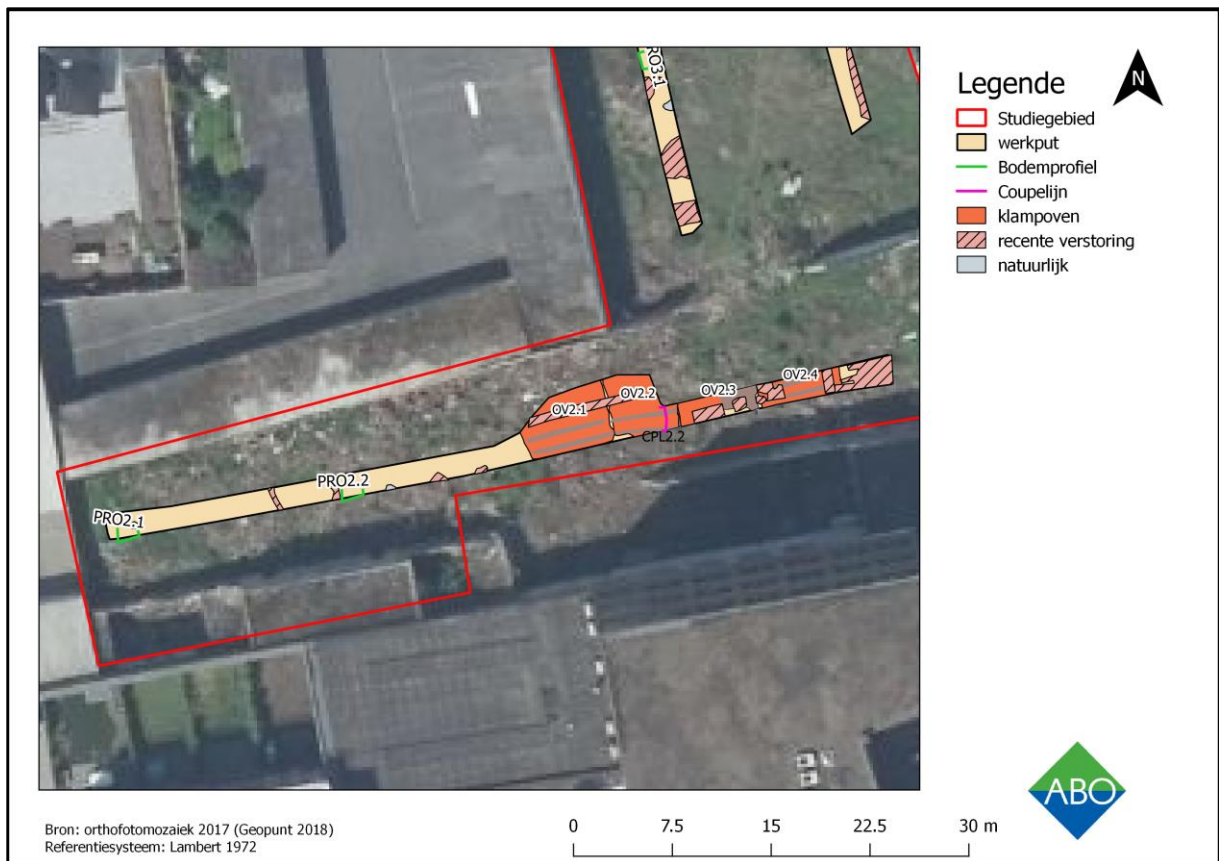 RO3.1
Legende
N
Studiegebied
werkput
Bodemprofiel
Coupelijn
klampoven
recente verstoring
natuurlijk
OV2.1
OV2.2
OV2.3
OV2.4
CPL2.2
PRO2.2
PRO2.1
ABO
Bron: orthofotomozaiek 2017 (Geopunt 2018)
Referentiesysteem: Lambert 1972
0 7.5 15 22.5 30 m